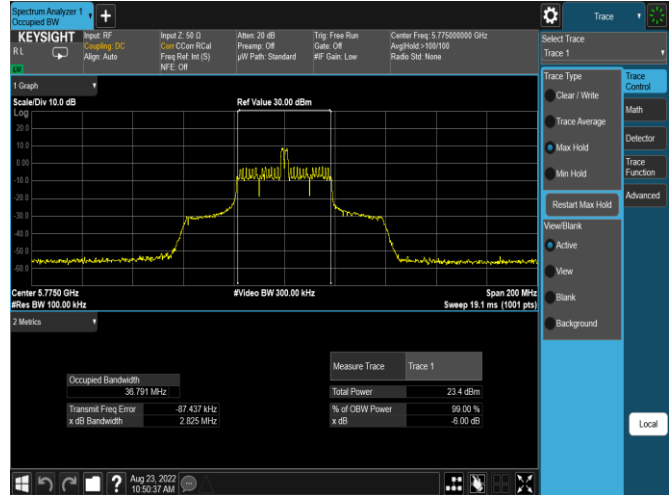 Spectrum Analyzer 1
Occupied BW
+
KEYSIGHT
RL
Input: RF
Coupling: DC
Align: Auto
Input Z: 50 Ω
Corr CCorr RCal
Freq Ref: Int (S)
NFE: Off
Atten: 20 dB
Preamp: Off
µW Path: Standard
Trig: Free Run
Gate: Off
#IF Gain: Low
Center Freq: 5.775000000 GHz
Avg|Hold:>100/100
Radio Std: None
1 Graph
Scale/Div 10.0 dB
Ref Value 30.00 dBm
Log
20.0
10.0
0.00
-10.0
-20.0
-30.0
-40.0
-50.0
-60.0
Center 5.7750 GHz
#Video BW 300.00 kHz
Span 200 MHz
#Res BW 100.00 kHz
Sweep 19.1 ms (1001 pts)
2 Metrics
Measure Trace
Trace 1
Occupied Bandwidth
36.791 MHz
Total Power
23.4 dBm
Transmit Freq Error
-87.437 kHz
% of OBW Power
99.00 %
x dB Bandwidth
2.825 MHz
x dB
-6.00 dB
Aug 23, 2022
10:50:37 AM
?
Trace
Select Trace
Trace 1
Trace Type
Clear / Write
Trace Average
Max Hold
Min Hold
Restart Max Hold
View/Blank
Active
View
Blank
Background
Trace
Control
Math
Detector
Trace
Function
Advanced
Local